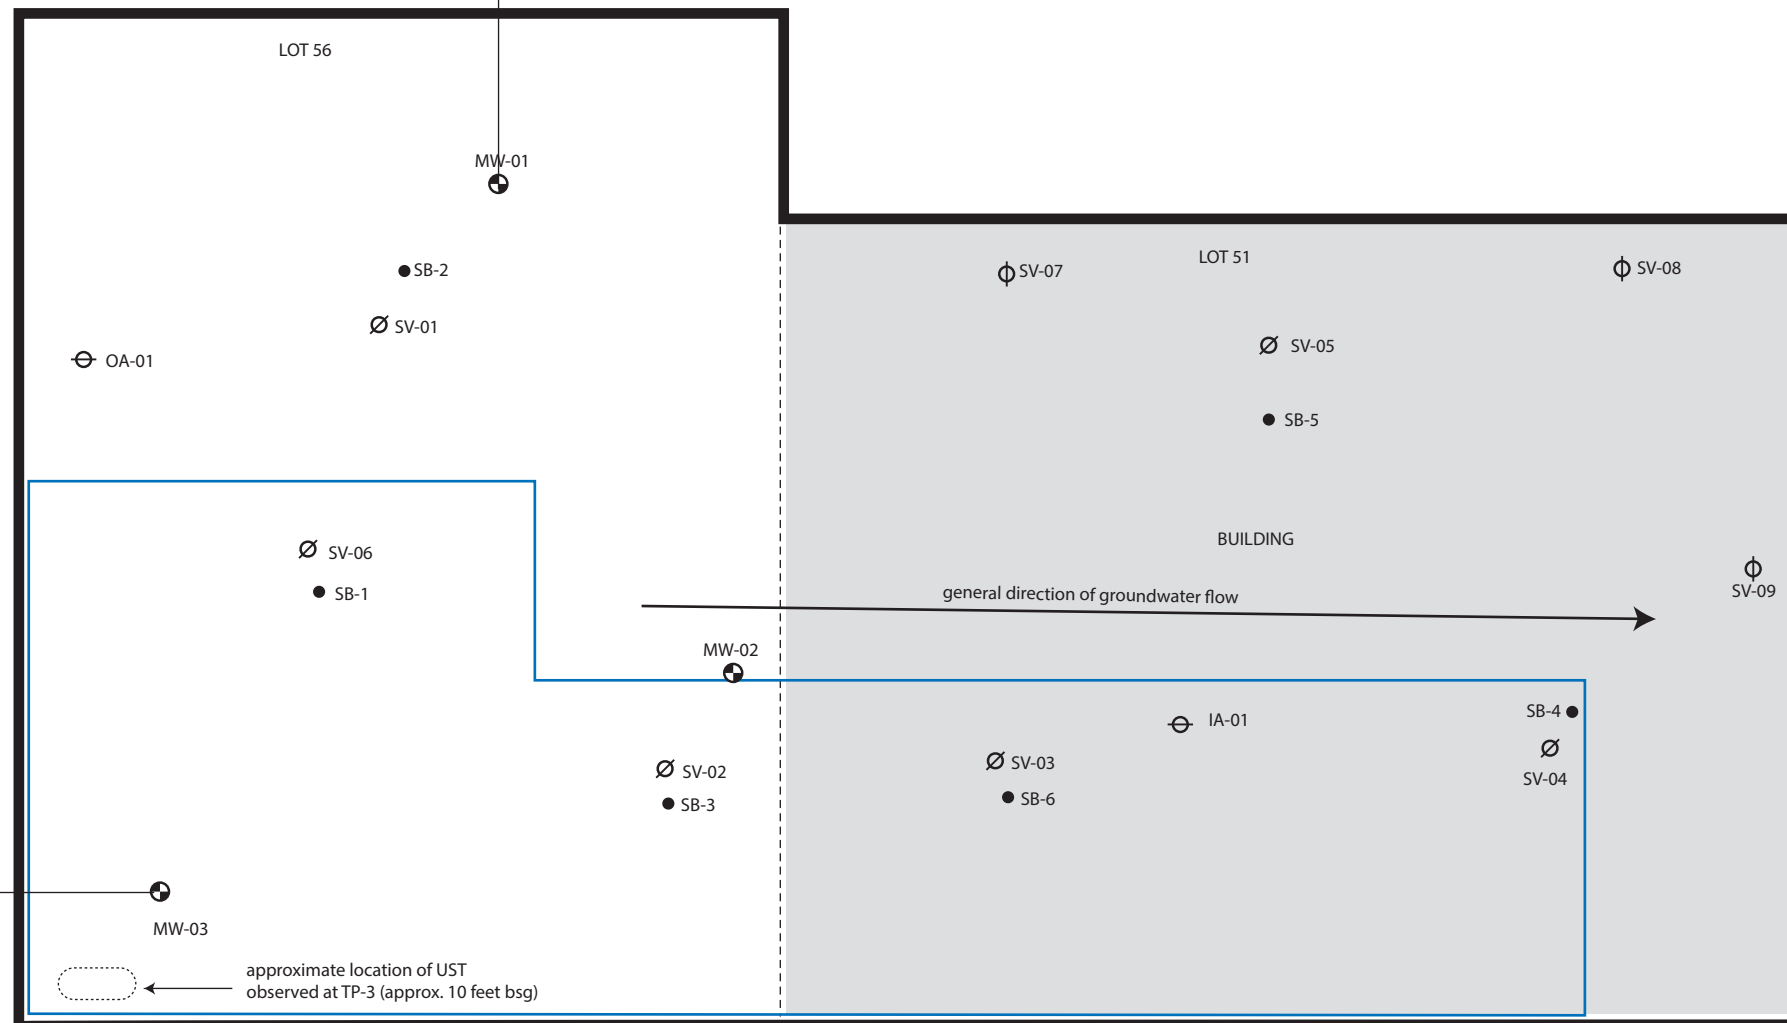 LOT 56
MW-01
SB-2
SV-01
OA-01
LOT 51
SV-07
SV-08
SV-05
SB-5
SV-06
SB-1
BUILDING
general direction of groundwater flow
SV-09
MW-02
IA-01
SB-4
SV-02
SV-03
SV-04
SB-3
SB-6
MW-03
approximate location of UST
observed at TP-3 (approx. 10 feet bsg)